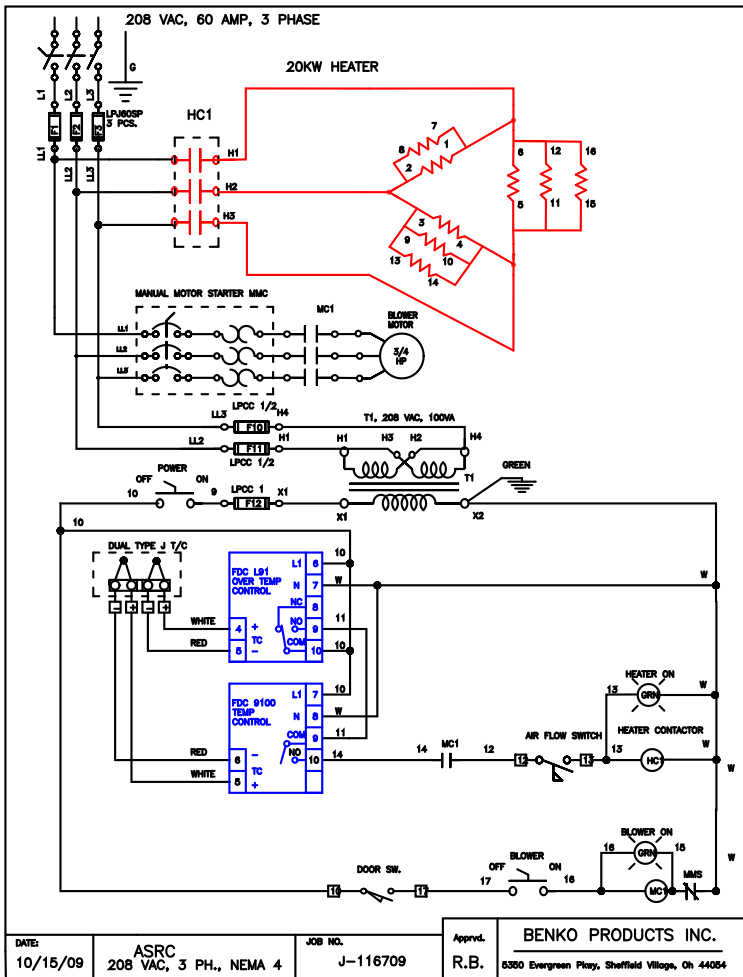 208 VAC, 60 AMP, 3 PHASE
G
L1 L2 L3
F1 F2 F3
LPJ60SP
3 PCS.
LL1 LL2 LL3
20KW HEATER
HC1
H1
H2
H3
7
8 1
2
6 12 16
5 11 15
3
9 4
13 10
14
MANUAL MOTOR STARTER MMC
MC1
BLOWER
MOTOR
LL1
LL2
LL3
3/4
HP
LPCC 1/2
LL3 F10 H4
T1, 208 VAC, 100VA
LL2 F11 H1
LPCC 1/2
H1 H3 H2 H4
T1
GREEN
POWER
OFF ON
10 9 LPCC 1 X1
F12
X1 X2
10
DUAL TYPE J T/C
- + - +
FDC L91
OVER TEMP
CONTROL
L1 6 10
N 7 W
NC 8
NO 9 11
COM 10 10
WHITE 4 +
TC
RED 5 -
W
FDC 9100
TEMP
CONTROL
L1 7 10
N 8 W
COM 9 11
NO 10 14
RED 6 -
TC
WHITE 5 +
14 MC1 12
AIR FLOW SWITCH
12 13
HEATER ON
13 GRN W
HEATER CONTACTOR
13 HC1 W
W
BLOWER ON
16 GRN 15
W
DOOR SW.
10 17
BLOWER
OFF ON
17 16
MC1 MMS
DATE:
10/15/09
ASRC
208 VAC, 3 PH., NEMA 4
JOB NO.
J-116709
Apprvd.
R.B.
BENKO PRODUCTS INC.
5350 Evergreen Pkwy, Sheffield Village, Oh 44054